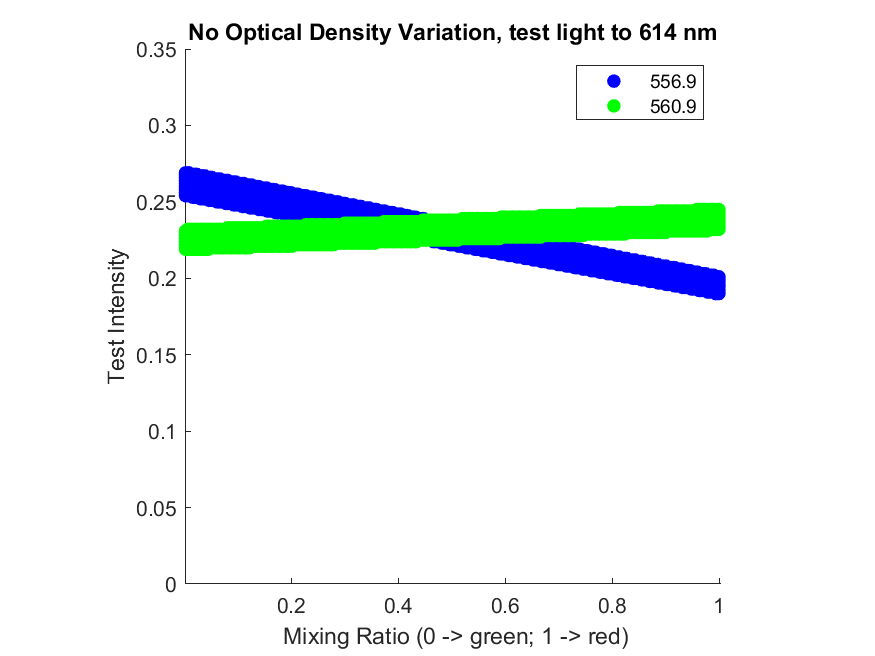 No Optical Density Variation, test light to 614 nm
0.35
556.9
560.9
0.3
0.25
0.2
0.15
0.1
0.05
0
Test Intensity
0.2 0.4 0.6 0.8 1
Mixing Ratio (0 -> green; 1 -> red)